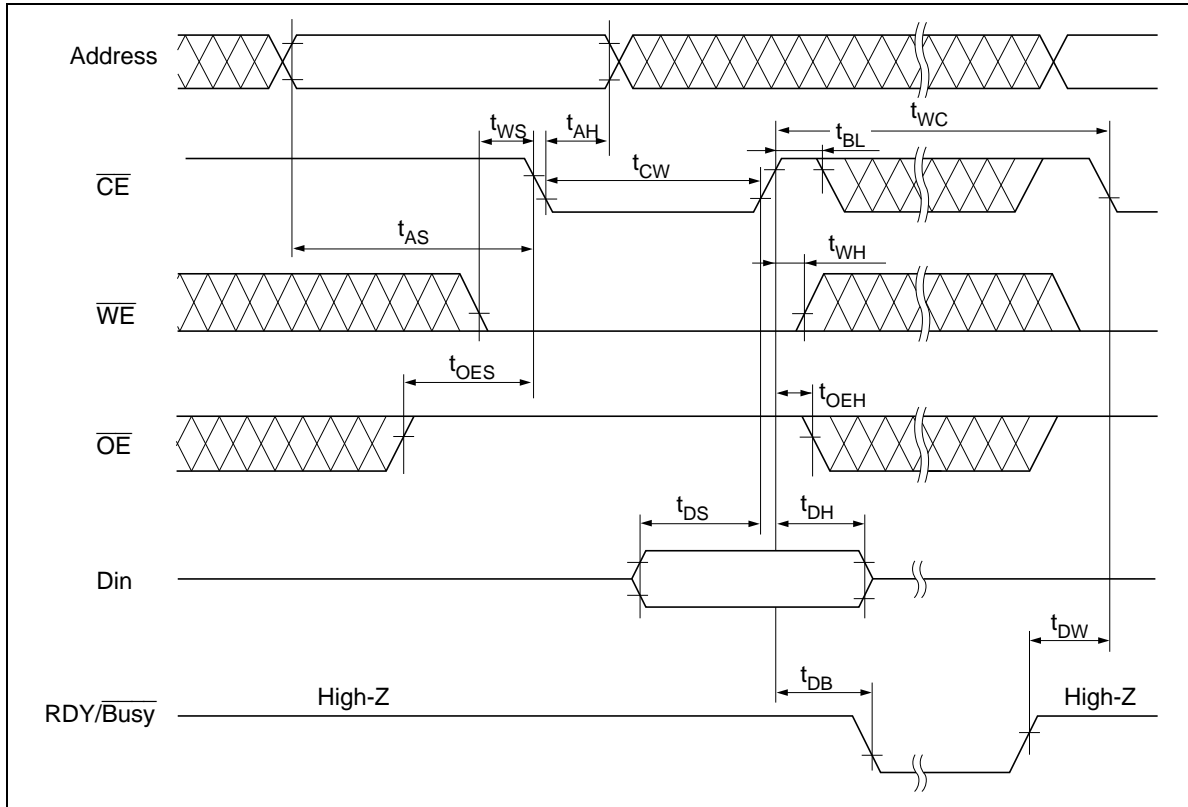 Address
tWC
tWS
tAH
tBL
CE
tCW
tAS
tWH
WE
tOES
tOEH
OE
tDS
tDH
Din
tDW
tDB
High-Z
High-Z
RDY/Busy